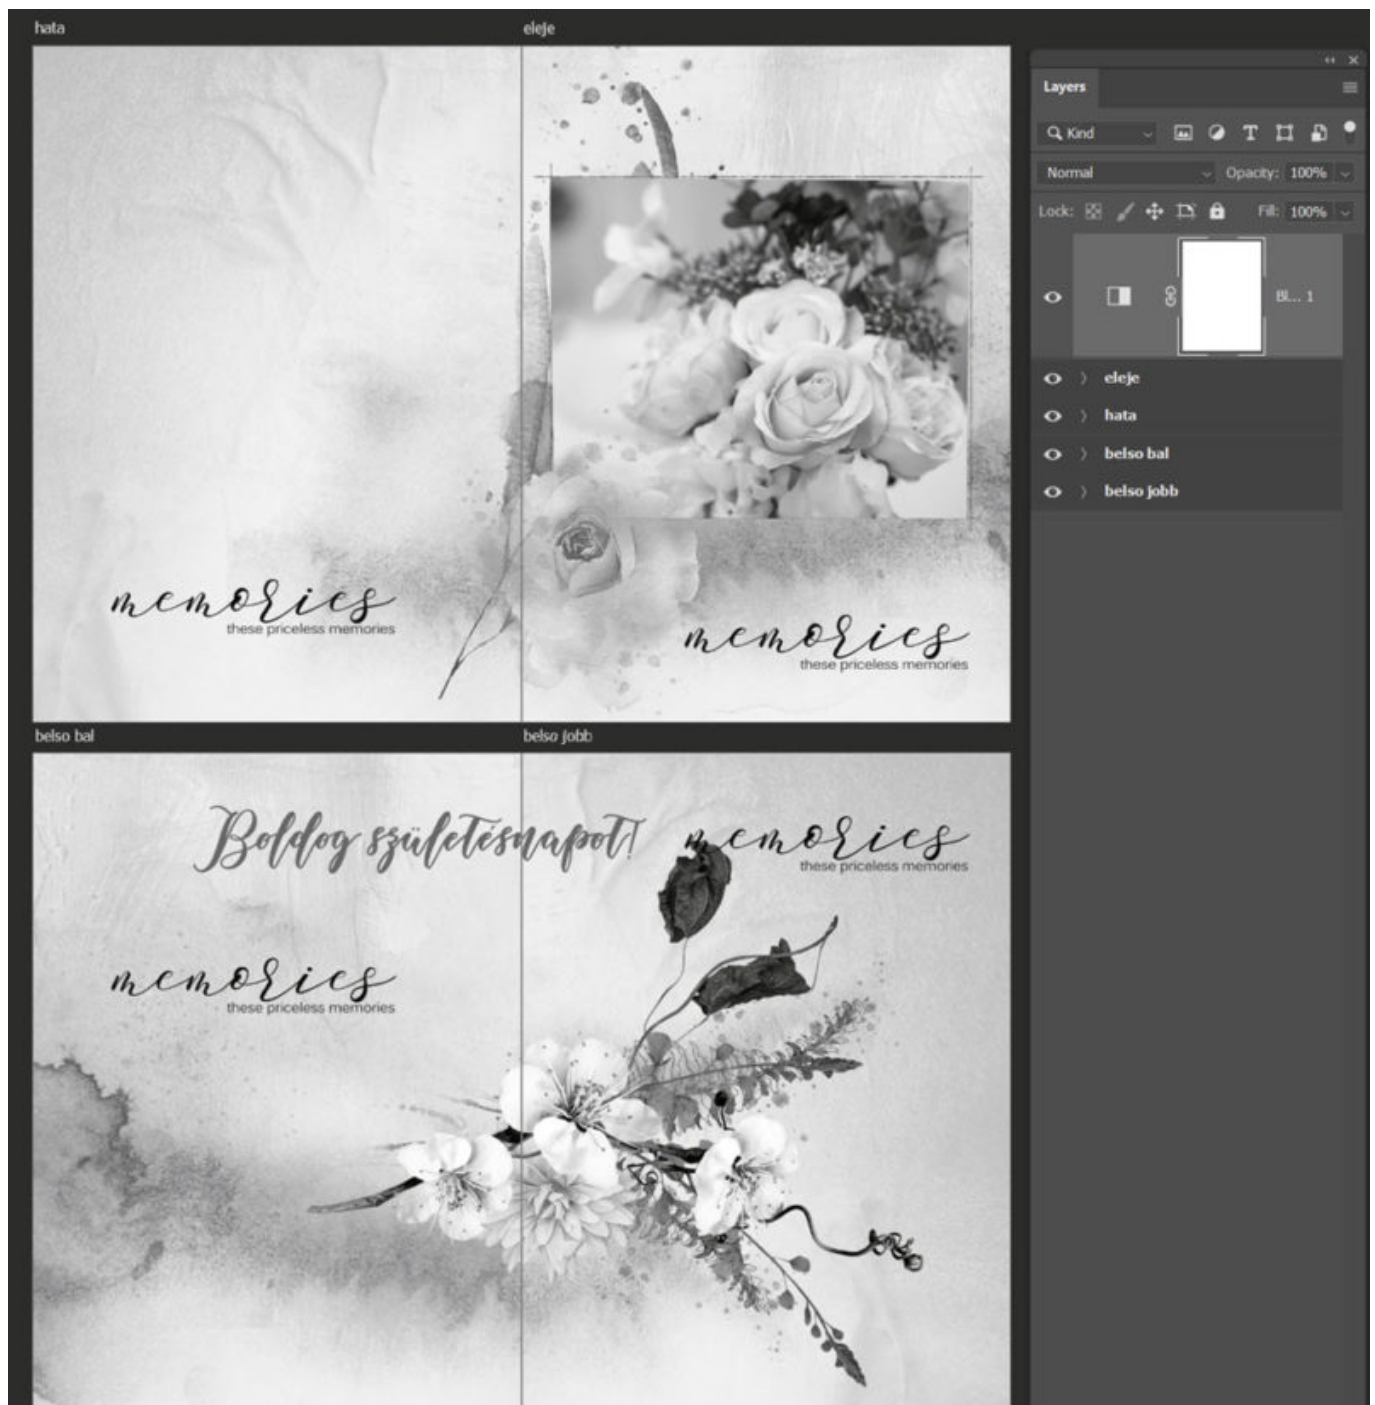 hata
eleje
memories
these priceless memories
memories
these priceless memories
belso bal
belso jobb
Boldog születésnapot!
memories
these priceless memories
memories
these priceless memories
Layers
Kind
Normal
Opacity: 100%
Lock:
Fill: 100%
Bl... 1
eleje
hata
belso bal
belso jobb